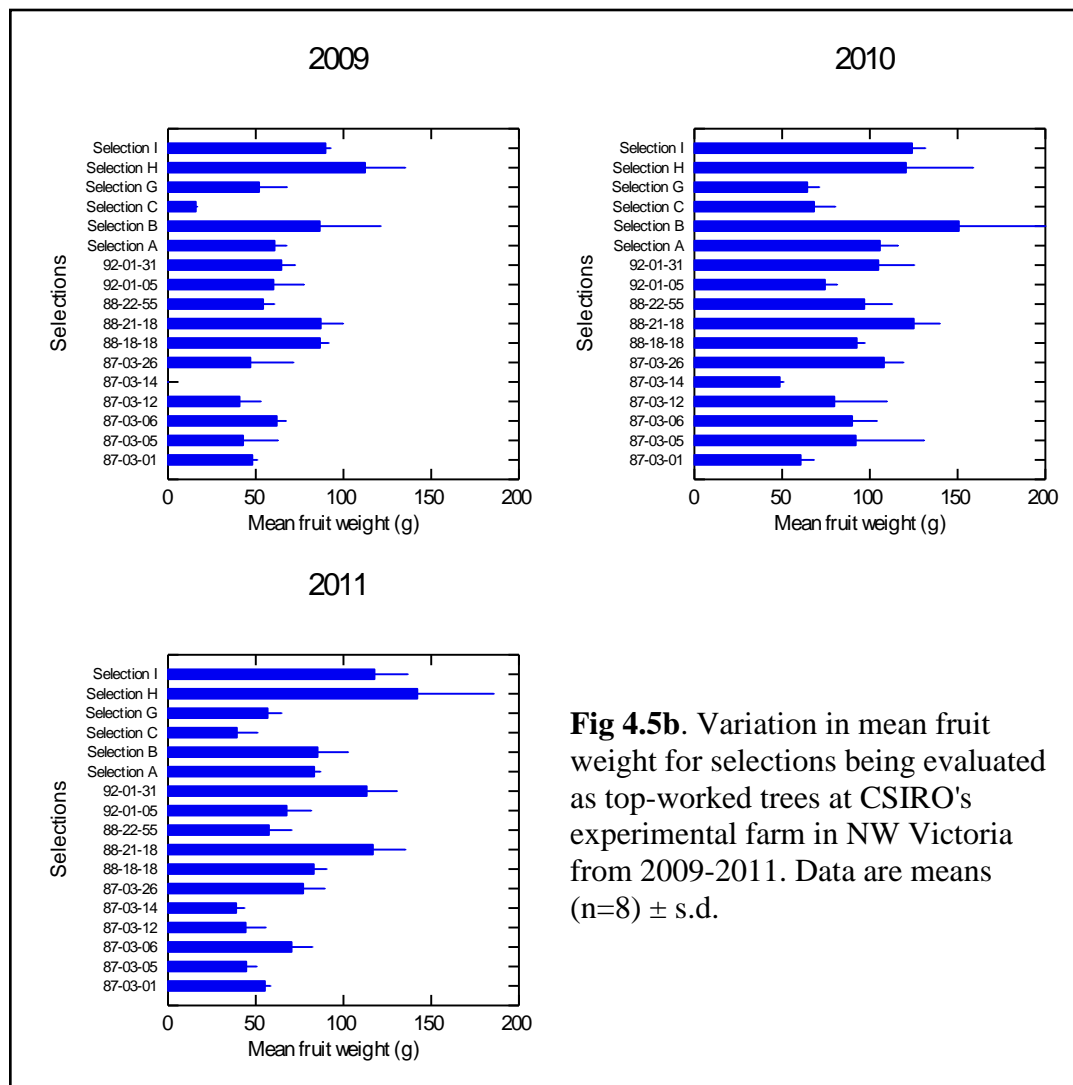 2009
Selections
Selection I
Selection H
Selection G
Selection C
Selection B
Selection A
92-01-31
92-01-05
88-22-55
88-21-18
88-18-18
87-03-26
87-03-14
87-03-12
87-03-06
87-03-05
87-03-01
0 50 100 150 200
Mean fruit weight (g)
2010
Selections
Selection I
Selection H
Selection G
Selection C
Selection B
Selection A
92-01-31
92-01-05
88-22-55
88-21-18
88-18-18
87-03-26
87-03-14
87-03-12
87-03-06
87-03-05
87-03-01
0 50 100 150 200
Mean fruit weight (g)
2011
Selections
Selection I
Selection H
Selection G
Selection C
Selection B
Selection A
92-01-31
92-01-05
88-22-55
88-21-18
88-18-18
87-03-26
87-03-14
87-03-12
87-03-06
87-03-05
87-03-01
0 50 100 150 200
Mean fruit weight (g)
Fig 4.5b. Variation in mean fruit
weight for selections being evaluated
as top-worked trees at CSIRO's
experimental farm in NW Victoria
from 2009-2011. Data are means
(n=8) ± s.d.